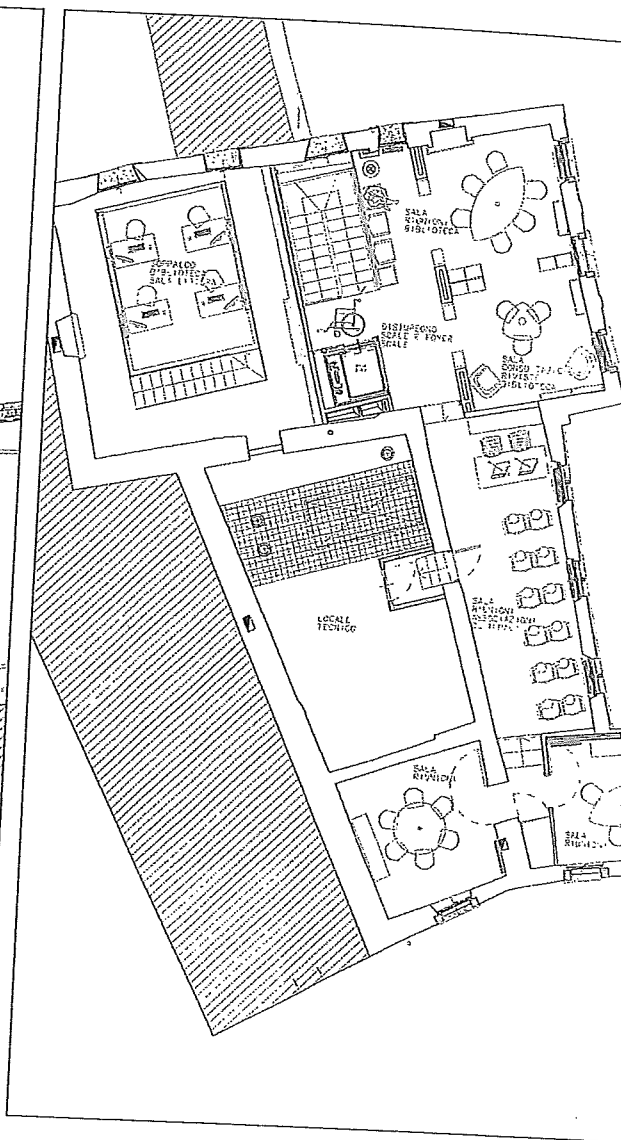 SALA
RIUNIONI
BIBLIOTECA
SOPPALCO
BIBLIOTECA
SALA LETTURA
DISIMPEGNO
SCALE E FOYER
SCALE
SALA
RIVISTE
BIBLIOTECA
LOCALE
TECNICO
SALA
RIUNIONI
ASSOCIAZIONI
SALA
RIUNIONI
SALA
RIUNIONI